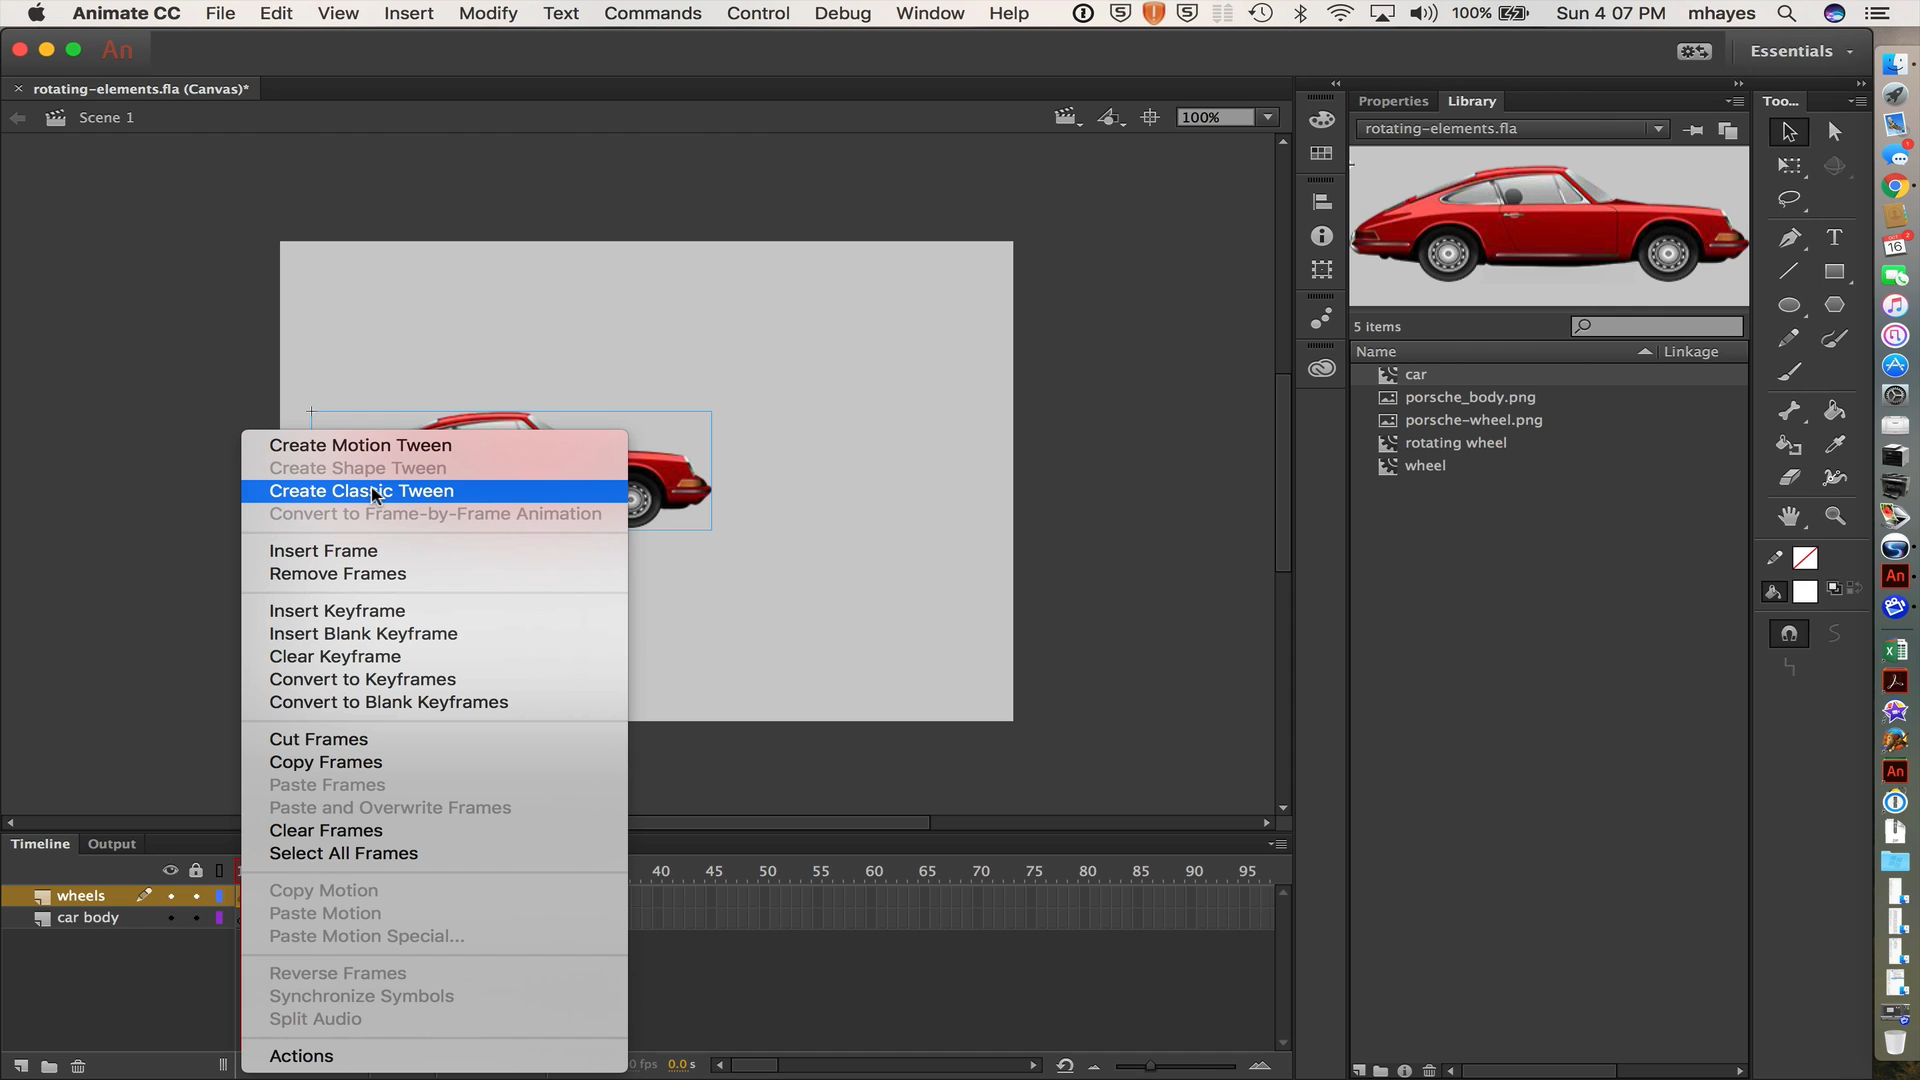 Animate CC File Edit View Insert Modify Text Commands Control Debug Window Help 100% Sun 4 07 PM mhayes
An Essentials
× rotating-elements.fla (Canvas)*
Scene 1 100%
Properties Library Too...
rotating-elements.fla
5 items
Name Linkage
car
porsche_body.png
porsche-wheel.png
rotating wheel
wheel
T
16
An
An
Create Motion Tween
Create Shape Tween
Create Classic Tween
Convert to Frame-by-Frame Animation
Insert Frame
Remove Frames
Insert Keyframe
Insert Blank Keyframe
Clear Keyframe
Convert to Keyframes
Convert to Blank Keyframes
Cut Frames
Copy Frames
Paste Frames
Paste and Overwrite Frames
Clear Frames
Select All Frames
Copy Motion
Paste Motion
Paste Motion Special...
Reverse Frames
Synchronize Symbols
Split Audio
Actions
Timeline Output
40 45 50 55 60 65 70 75 80 85 90 95
wheels
car body
fps 0.0 s